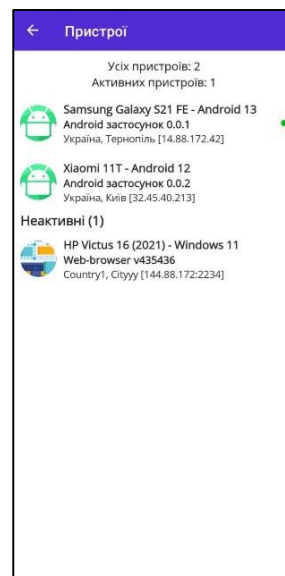 Пристрої
Усіх пристроїв: 2
Активних пристроїв: 1
Samsung Galaxy S21 FE - Android 13
Android застосунок 0.0.1
Україна, Тернопіль [14.88.172.42]
Xiaomi 11T - Android 12
Android застосунок 0.0.2
Україна, Київ [32.45.40.213]
Неактивні (1)
HP Victus 16 (2021) - Windows 11
Web-browser v435436
Country1, Cityyy [144.88.172:2234]